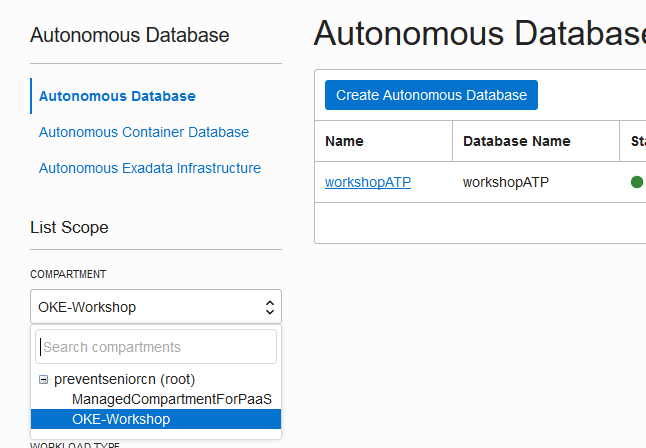 Autonomous Database
Autonomous Database
Autonomous Container Database
Autonomous Exadata Infrastructure
List Scope
COMPARTMENT
OKE-Workshop
Search compartments
preventseniorcn (root)
ManagedCompartmentForPaaS
OKE-Workshop
WORKLOAD TYPE
Autonomous Database
Create Autonomous Database
Name Database Name Sta
workshopATP workshopATP